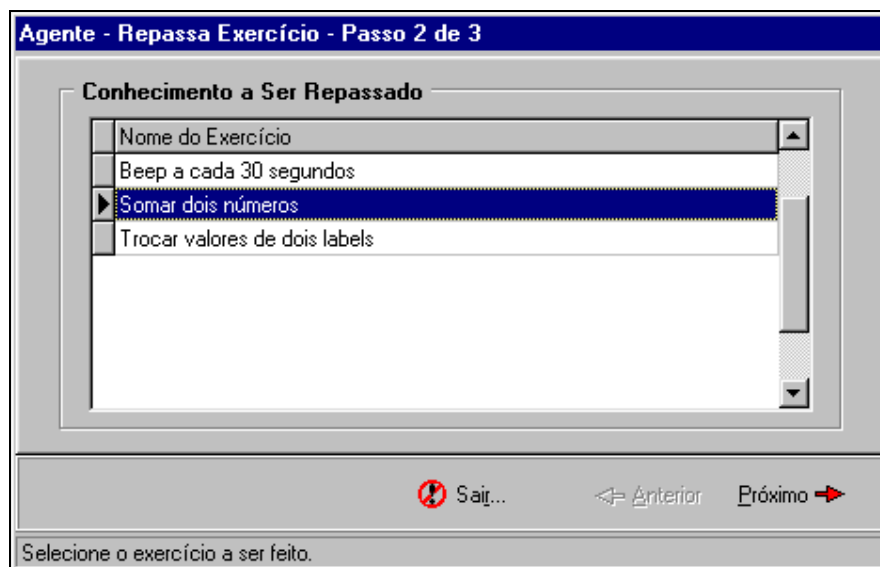 Agente - Repassa Exercício - Passo 2 de 3
Conhecimento a Ser Repassado
Nome do Exercício
Beep a cada 30 segundos
Somar dois números
Trocar valores de dois labels
Sair... Anterior Próximo
Selecione o exercício a ser feito.